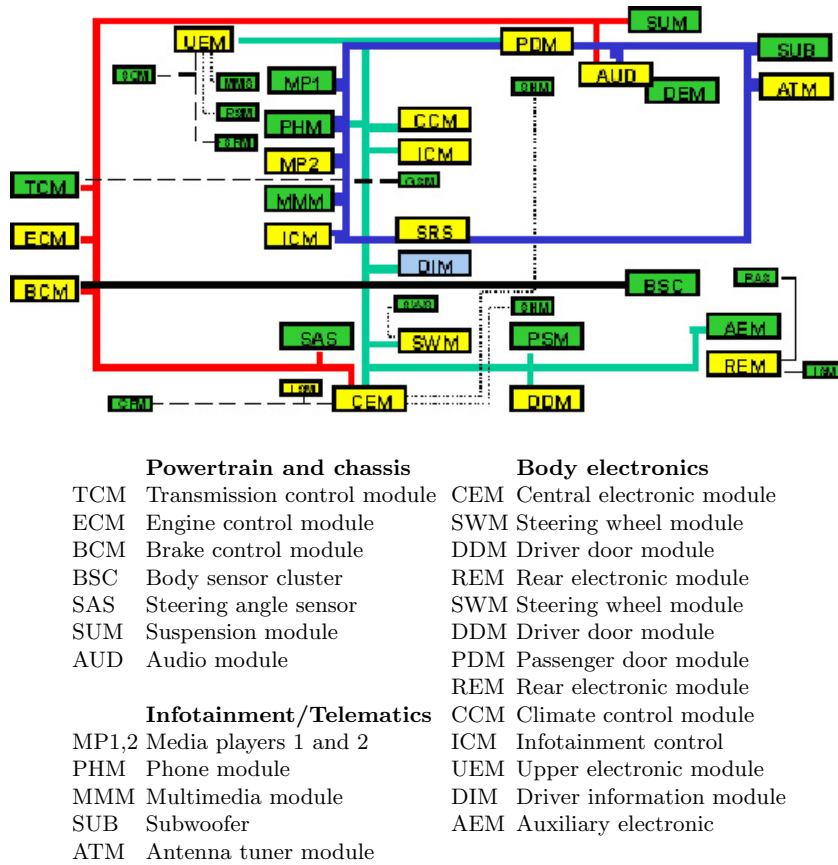 SUM
UEM
PDM
SUB
AUD
MP1
DEM
ATM
PHM
CCM
ICM
MP2
TCM
MMM
ECM
ICM
SRS
DIM
BCM
BSC
SAS
SWM
PSM
AEM
REM
CEM
DDM
Powertrain and chassis
TCM Transmission control module
ECM Engine control module
BCM Brake control module
BSC Body sensor cluster
SAS Steering angle sensor
SUM Suspension module
AUD Audio module
Infotainment/Telematics
MP1,2 Media players 1 and 2
PHM Phone module
MMM Multimedia module
SUB Subwoofer
ATM Antenna tuner module
Body electronics
CEM Central electronic module
SWM Steering wheel module
DDM Driver door module
REM Rear electronic module
SWM Steering wheel module
DDM Driver door module
PDM Passenger door module
REM Rear electronic module
CCM Climate control module
ICM Infotainment control
UEM Upper electronic module
DIM Driver information module
AEM Auxiliary electronic